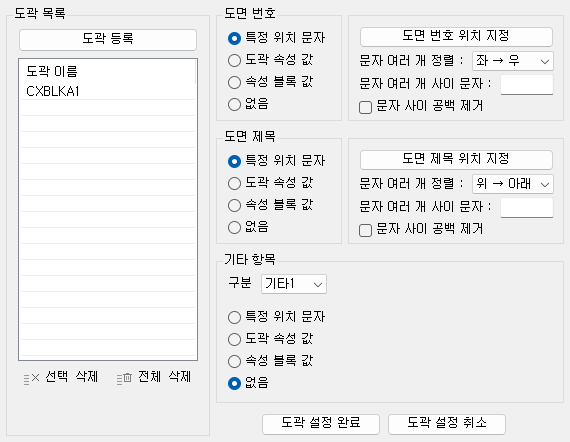 도곽 목록
도곽 등록
도곽 이름
CXBLKA1
선택 삭제
전체 삭제
도면 번호
특정 위치 문자
도곽 속성 값
속성 블록 값
없음
도면 번호 위치 지정
문자 여러 개 정렬 : 좌 → 우
문자 여러 개 사이 문자 :
문자 사이 공백 제거
도면 제목
특정 위치 문자
도곽 속성 값
속성 블록 값
없음
도면 제목 위치 지정
문자 여러 개 정렬 : 위 → 아래
문자 여러 개 사이 문자 :
문자 사이 공백 제거
기타 항목
구분 기타1
특정 위치 문자
도곽 속성 값
속성 블록 값
없음
도곽 설정 완료
도곽 설정 취소